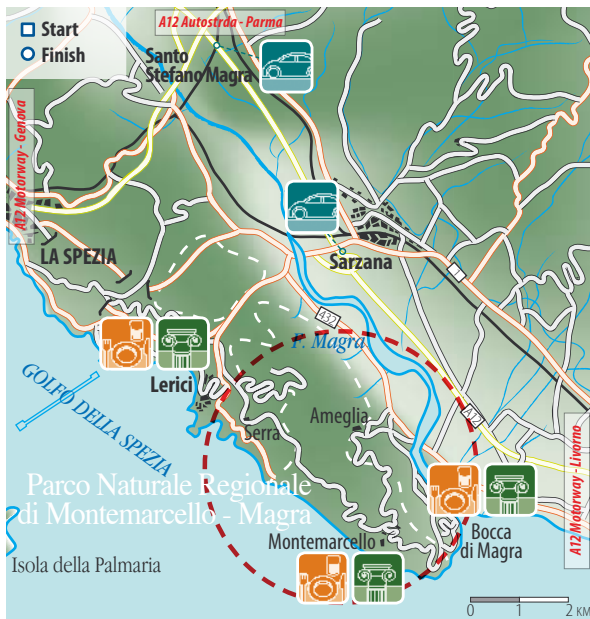 A12 Autostrda - Parma
Start
Finish
Santo
Stefano Magra
A12 Motorway - Genova
LA SPEZIA
Sarzana
432
F. Magra
Lerici
GOLFO DELLA SPEZIA
Ameglia
Serra
A12
A12 Motorway - Livorno
Parco Naturale Regionale
di Montemarcello - Magra
Bocca
di Magra
Montemarcello
Isola della Palmaria
0 1 2 KM